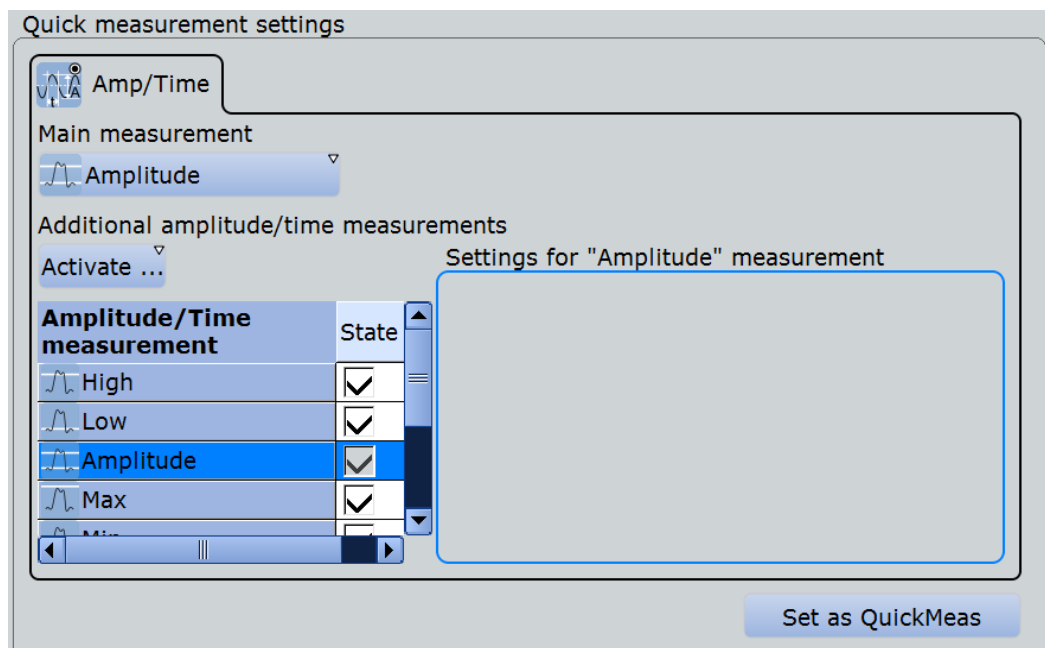 Quick measurement settings
Amp/Time
Main measurement
Amplitude
Additional amplitude/time measurements
Activate ...
Settings for "Amplitude" measurement
Amplitude/Time
measurement
State
High
Low
Amplitude
Max
Set as QuickMeas